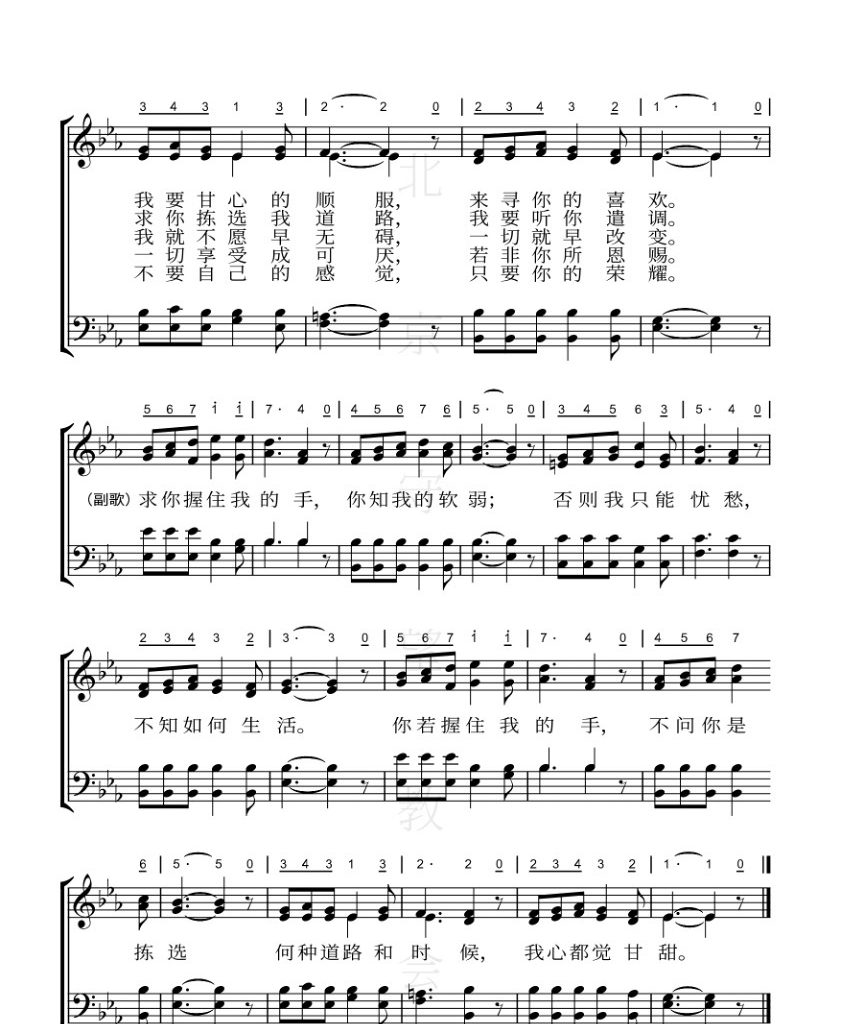 3 4 3 1 3 2· 2 0 2 3 4 3 2 1· 1 0
我要甘心的顺服，来寻你的喜欢。
求你拣选我道路，我要听你遣调。
我就不愿早无碍，一切就早改变。
一切享受成可厌，若非你所恩赐。
不要自己的感觉，只要你的荣耀。
5 6 7 i i 7· 4 0 4 5 6 7 6 5· 5 0 3 4 5 6 3 5· 4 0
（副歌）求你握住我的手，你知我的软弱；否则我只能忧愁，
2 3 4 3 2 3· 3 0 5 6 7 i i 7· 4 0 4 5 6 7
不知如何生活。你若握住我的手，不问你是
6 5· 5 0 3 4 3 1 3 2· 2 0 2 3 4 3 2 1· 1 0
拣选何种道路和时候，我心都觉甘甜。
北京守望教会